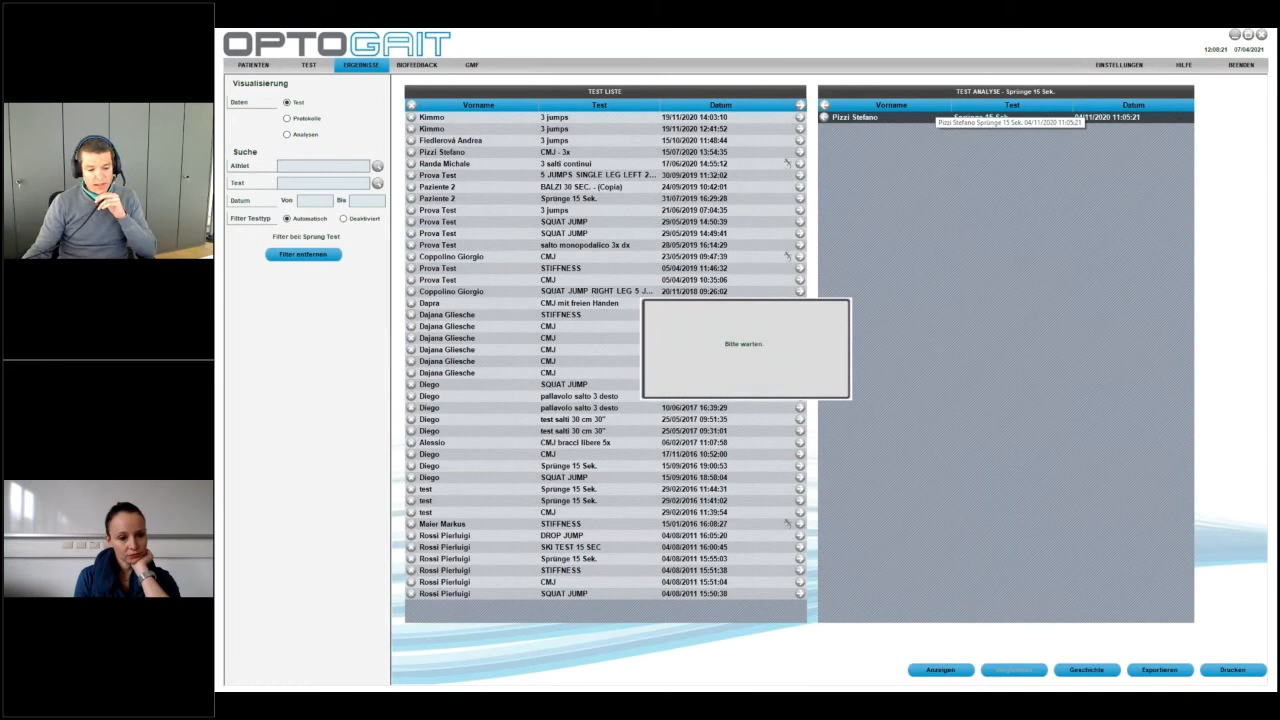 OPTOGAIT
12:08:21 07/04/2021
PATIENTEN TEST ERGEBNISSE BIOFEEDBACK GMF EINSTELLUNGEN HILFE BEENDEN
Visualisierung
Daten Test
Protokolle
Analysen
Suche
Athlet
Test
Datum Von Bis
Filter Testtyp Automatisch Deaktiviert
Filter bei: Sprung Test
Filter entfernen
TEST LISTE
Vorname Test Datum
Kimmo 3 jumps 19/11/2020 14:03:10
Kimmo 3 jumps 19/11/2020 12:41:52
Fiedlerová Andrea 3 jumps 15/10/2020 11:48:44
Pizzi Stefano CMJ - 3x 15/07/2020 13:54:35
Randa Michale 3 salti continui 17/06/2020 14:55:12
Prova Test 5 JUMPS SINGLE LEG LEFT 2... 30/09/2019 11:32:02
Paziente 2 BALZI 30 SEC. - (Copia) 24/09/2019 10:42:01
Paziente 2 Sprünge 15 Sek. 31/07/2019 16:29:28
Prova Test 3 jumps 21/06/2019 07:04:35
Prova Test SQUAT JUMP 29/05/2019 14:50:39
Prova Test SQUAT JUMP 29/05/2019 14:49:41
Prova Test salto monopodalico 3x dx 28/05/2019 16:14:29
Coppolino Giorgio CMJ 23/05/2019 09:47:39
Prova Test STIFFNESS 05/04/2019 11:46:32
Prova Test CMJ 05/04/2019 10:35:06
Coppolino Giorgio SQUAT JUMP RIGHT LEG 5 J... 20/11/2018 09:26:02
Dapra CMJ mit freien Handen
Dajana Gliesche STIFFNESS
Dajana Gliesche CMJ
Dajana Gliesche CMJ
Dajana Gliesche CMJ
Dajana Gliesche CMJ
Dajana Gliesche CMJ
Diego SQUAT JUMP
Diego pallavolo salto 3 desto
Diego pallavolo salto 3 desto 10/06/2017 16:39:29
Diego test salti 30 cm 30" 25/05/2017 09:51:35
Diego test salti 30 cm 30" 25/05/2017 09:31:01
Alessio CMJ bracci libere 5x 06/02/2017 11:07:58
Diego CMJ 17/11/2016 10:52:00
Diego Sprünge 15 Sek. 15/09/2016 19:00:53
Diego SQUAT JUMP 15/09/2016 18:58:04
test Sprünge 15 Sek. 29/02/2016 11:44:31
test Sprünge 15 Sek. 29/02/2016 11:41:02
test CMJ 29/02/2016 11:39:54
Maier Markus STIFFNESS 15/01/2016 16:08:27
Rossi Pierluigi DROP JUMP 04/08/2011 16:05:20
Rossi Pierluigi SKI TEST 15 SEC 04/08/2011 16:00:45
Rossi Pierluigi Sprünge 15 Sek. 04/08/2011 15:55:03
Rossi Pierluigi STIFFNESS 04/08/2011 15:51:38
Rossi Pierluigi CMJ 04/08/2011 15:51:04
Rossi Pierluigi SQUAT JUMP 04/08/2011 15:50:38
TEST ANALYSE - Sprünge 15 Sek.
Vorname Test Datum
Pizzi Stefano Sprünge 15 Sek. 04/11/2020 11:05:21
Pizzi Stefano Sprünge 15 Sek. 04/11/2020 11:05:21
Bitte warten.
Anzeigen Geschichte Exportieren Drucken